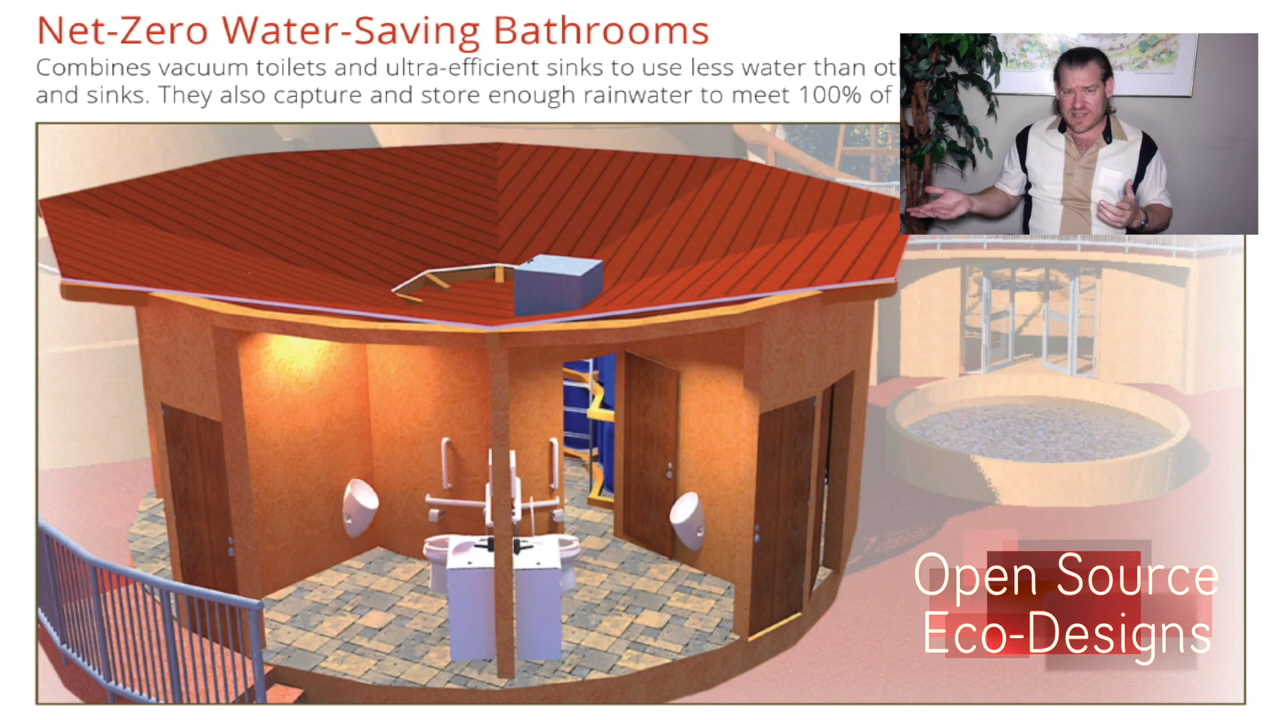 Net-Zero Water-Saving Bathrooms
Combines vacuum toilets and ultra-efficient sinks to use less water than
and sinks. They also capture and store enough rainwater to meet 100% of
Open Source
Eco-Designs